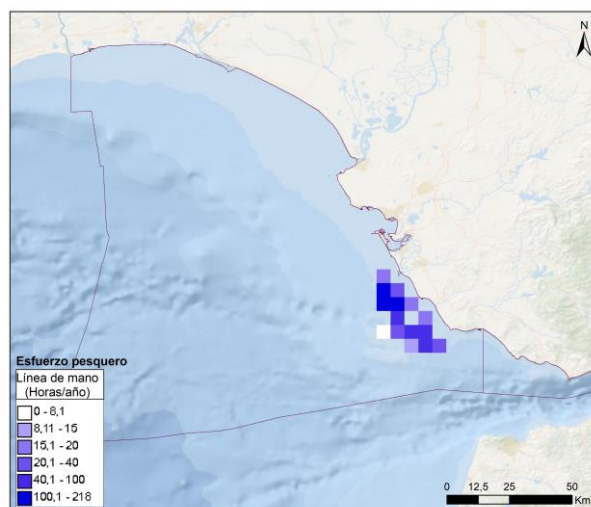 N
Esfuerzo pesquero
Línea de mano
(Horas/año)
0 - 8,1
8,11 - 15
15,1 - 20
20,1 - 40
40,1 - 100
100,1 - 218
0 12,5 25 50
Km